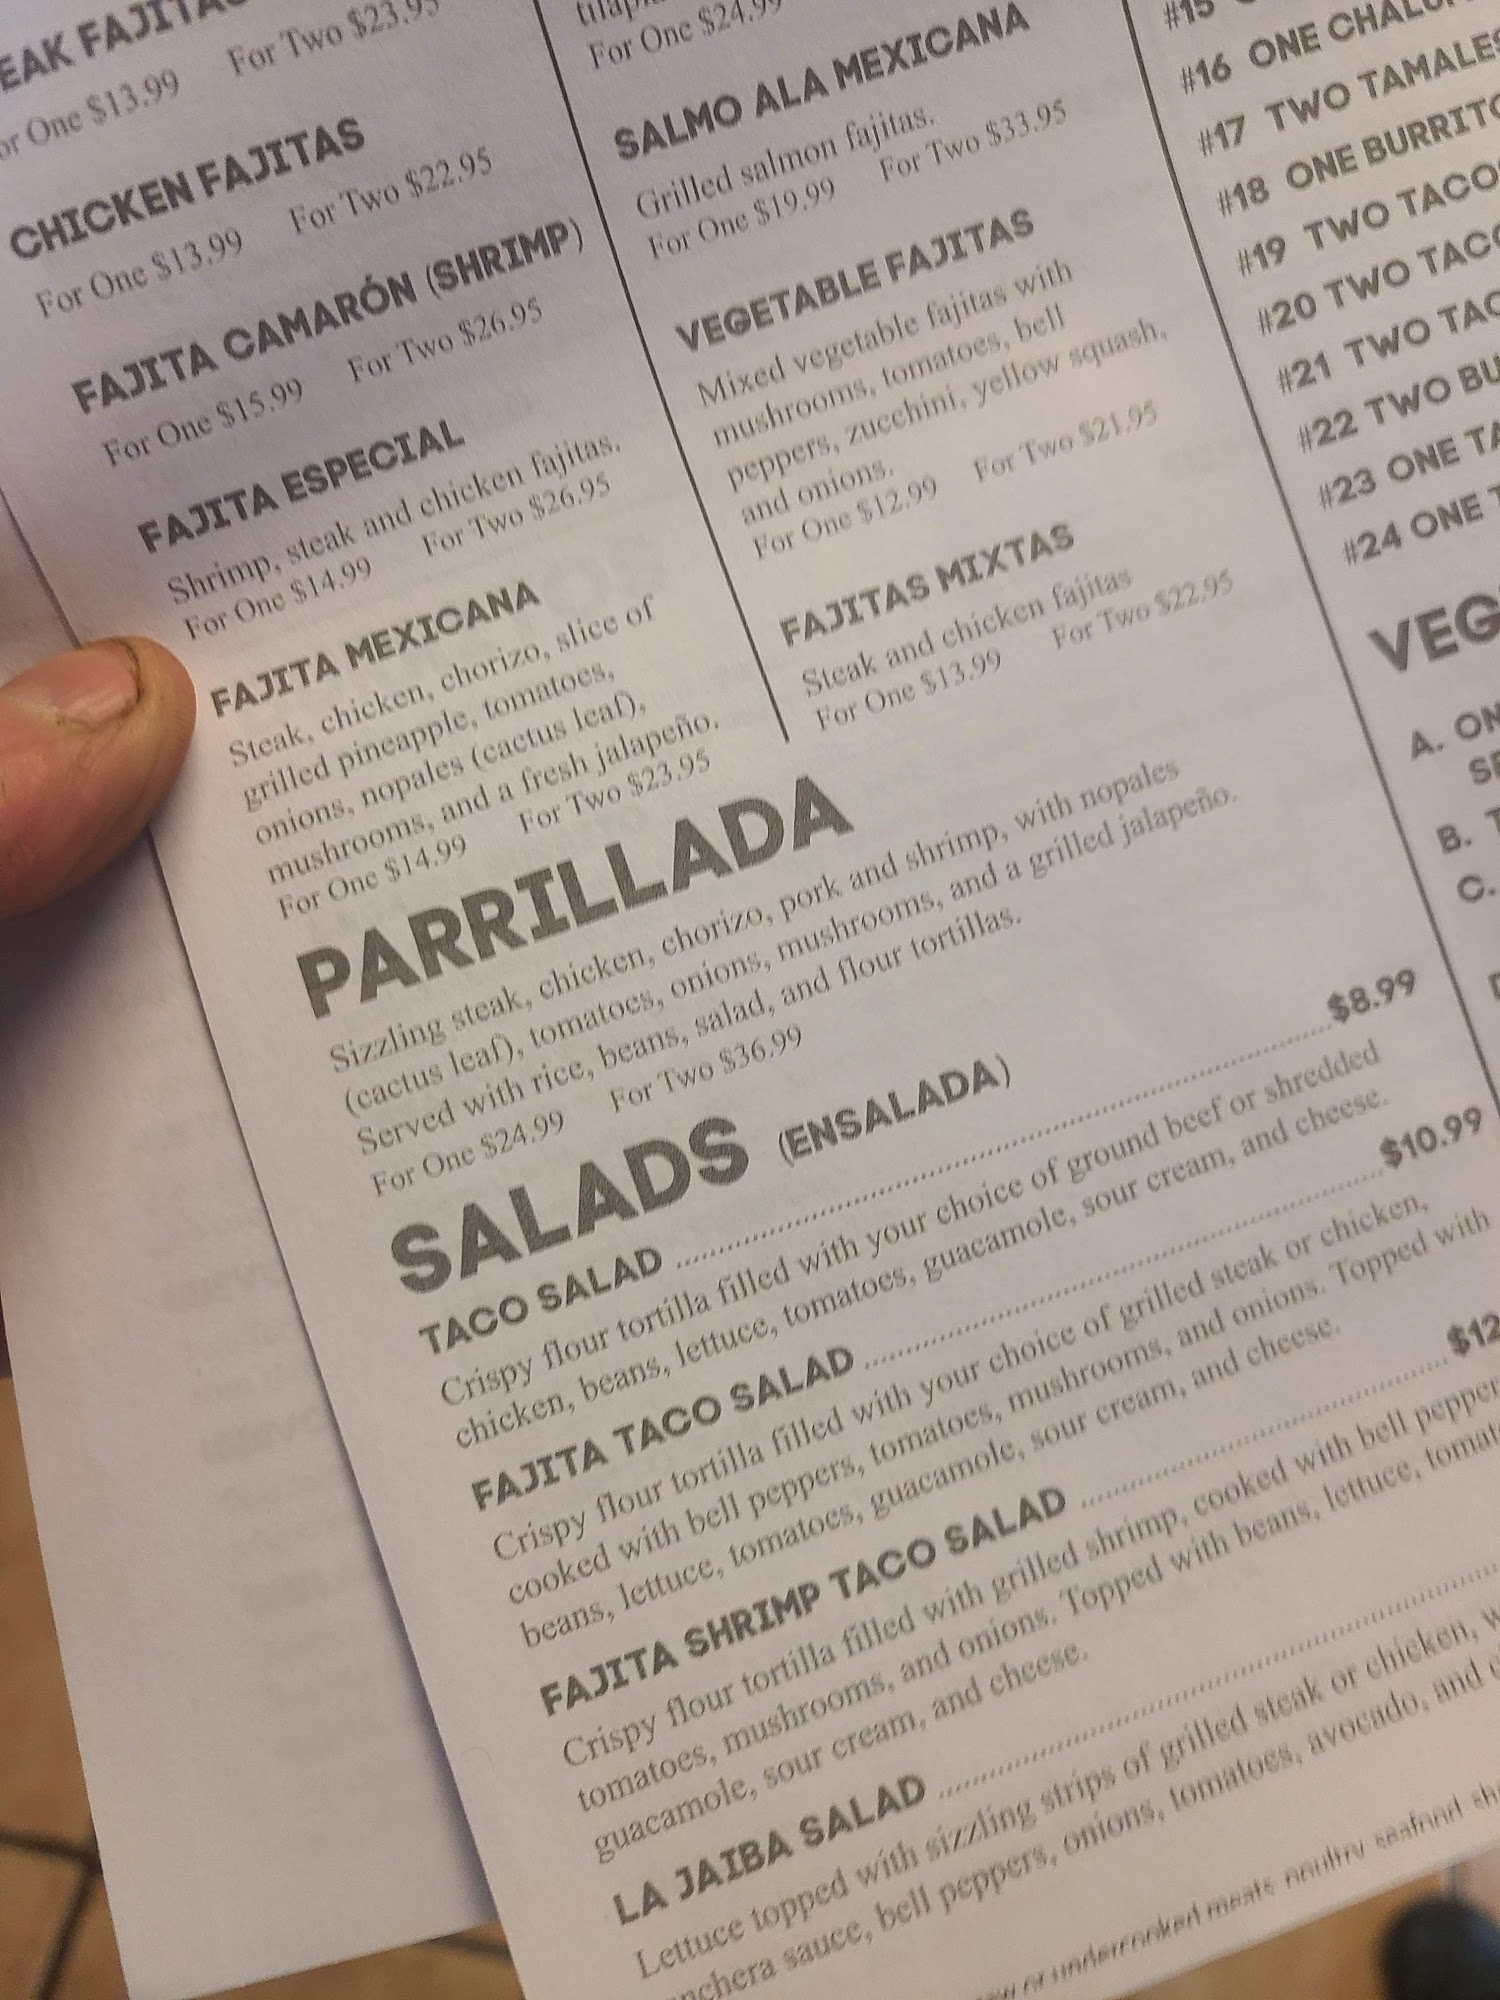 For One $13.99 For Two $23.95
CHICKEN FAJITAS
For One $13.99 For Two $22.95
FAJITA CAMARÓN (SHRIMP)
For One $15.99 For Two $26.95
FAJITA ESPECIAL
Shrimp, steak and chicken fajitas.
For One $14.99 For Two $26.95
FAJITA MEXICANA
Steak, chicken, chorizo, slice of
grilled pineapple, tomatoes,
onions, nopales (cactus leaf),
mushrooms, and a fresh jalapeño.
For One $14.99 For Two $23.95
For One $24.99
SALMO ALA MEXICANA
Grilled salmon fajitas.
For One $19.99 For Two $33.95
VEGETABLE FAJITAS
Mixed vegetable fajitas with
mushrooms, tomatoes, bell
peppers, zucchini, yellow squash,
and onions.
For One $12.99 For Two $21.95
FAJITAS MIXTAS
Steak and chicken fajitas
For One $13.99 For Two $22.95
PARRILLADA
Sizzling steak, chicken, chorizo, pork and shrimp, with nopales
(cactus leaf), tomatoes, onions, mushrooms, and a grilled jalapeño.
Served with rice, beans, salad, and flour tortillas.
For One $24.99 For Two $36.99
SALADS (ENSALADA)
TACO SALAD $8.99
Crispy flour tortilla filled with your choice of ground beef or shredded
chicken, beans, lettuce, tomatoes, guacamole, sour cream, and cheese.
FAJITA TACO SALAD $10.99
Crispy flour tortilla filled with your choice of grilled steak or chicken,
cooked with bell peppers, tomatoes, mushrooms, and onions. Topped with
beans, lettuce, tomatoes, guacamole, sour cream, and cheese.
FAJITA SHRIMP TACO SALAD $12
Crispy flour tortilla filled with grilled shrimp, cooked with bell pepper
tomatoes, mushrooms, and onions. Topped with beans, lettuce, tomat
guacamole, sour cream, and cheese.
LA JAIBA SALAD
Lettuce topped with sizzling strips of grilled steak or chicken,
nchera sauce, bell peppers, onions, tomatoes, avocado, and
or undercooked meats, poultry, seafood,
#15
#16 ONE
#17 TWO TAMALES
#18 ONE BURRITO
#19 TWO TACO
#20 TWO TACO
#21 TWO TAC
#22 TWO BU
#23 ONE TA
#24 ONE T
VEG
A. ON
SE
B. T
C.